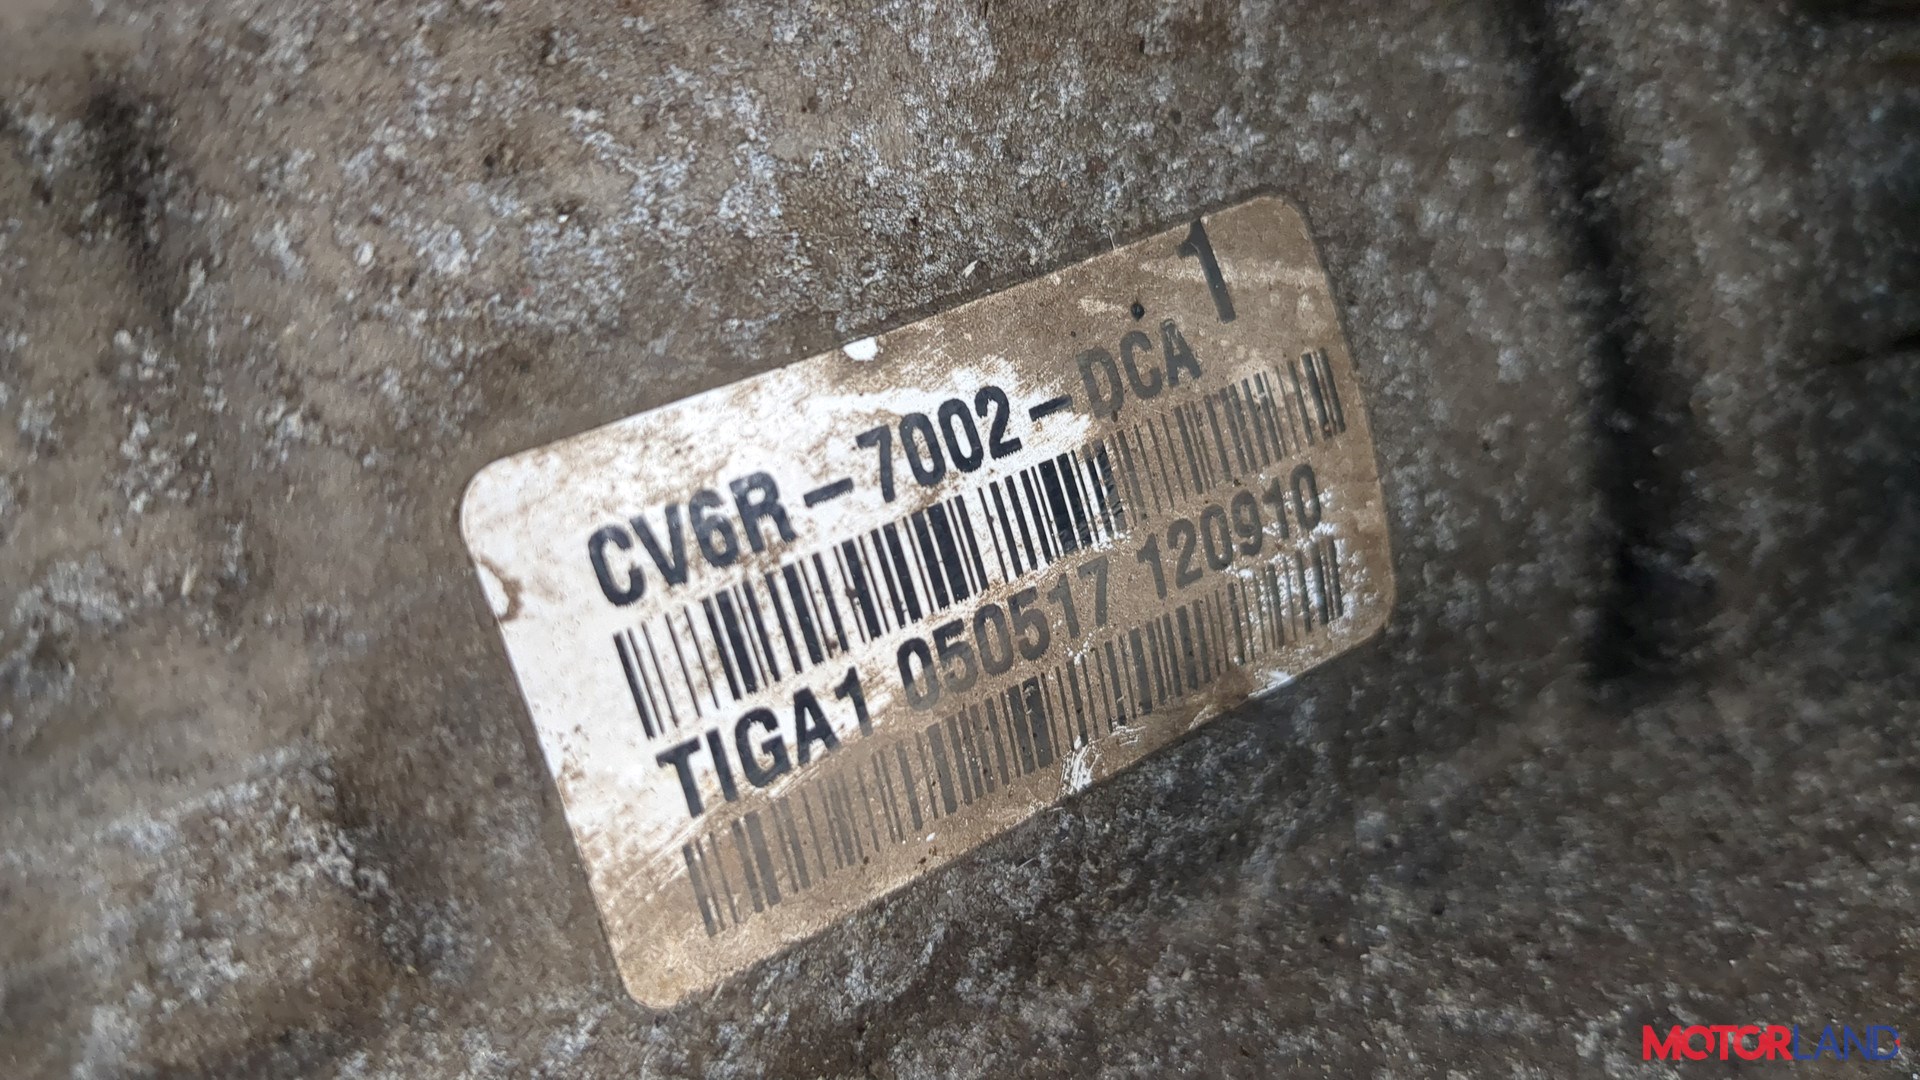 1
CV6R-7002-DCA
TIGA1 050517 120910
MOTORLAND